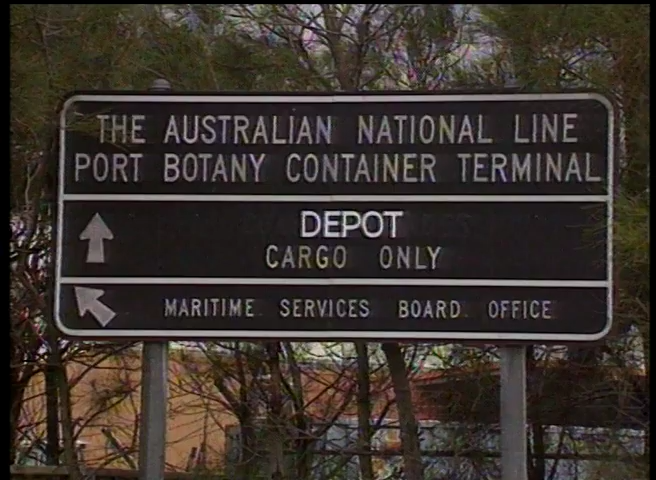 THE AUSTRALIAN NATIONAL LINE
PORT BOTANY CONTAINER TERMINAL
DEPOT
CARGO ONLY
MARITIME SERVICES BOARD OFFICE